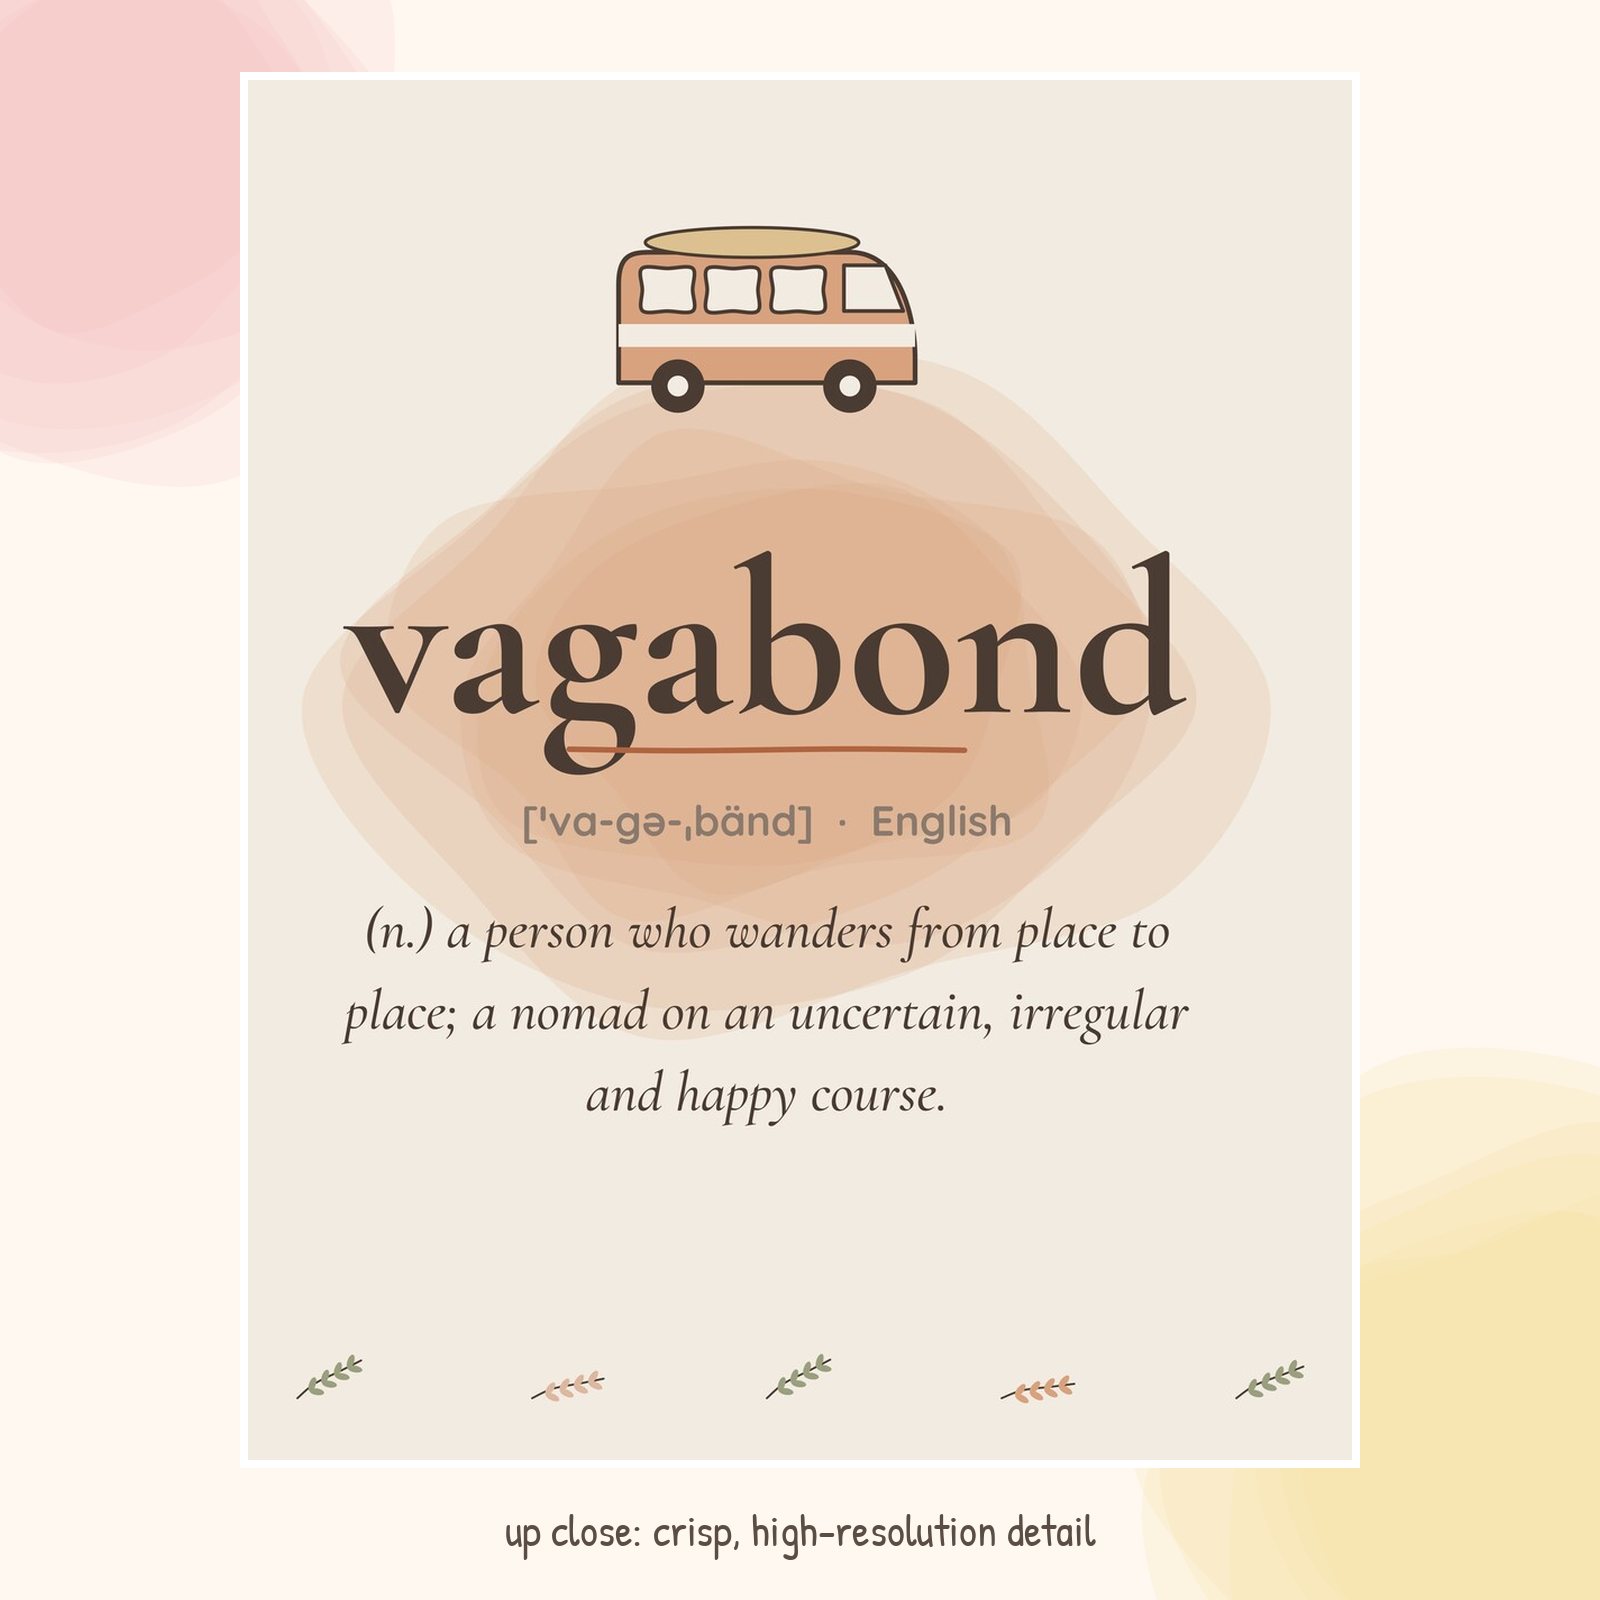 vagabond
[ˈva-gə-ˌbänd] · English
(n.) a person who wanders from place to
place; a nomad on an uncertain, irregular
and happy course.
up close: crisp, high-resolution detail